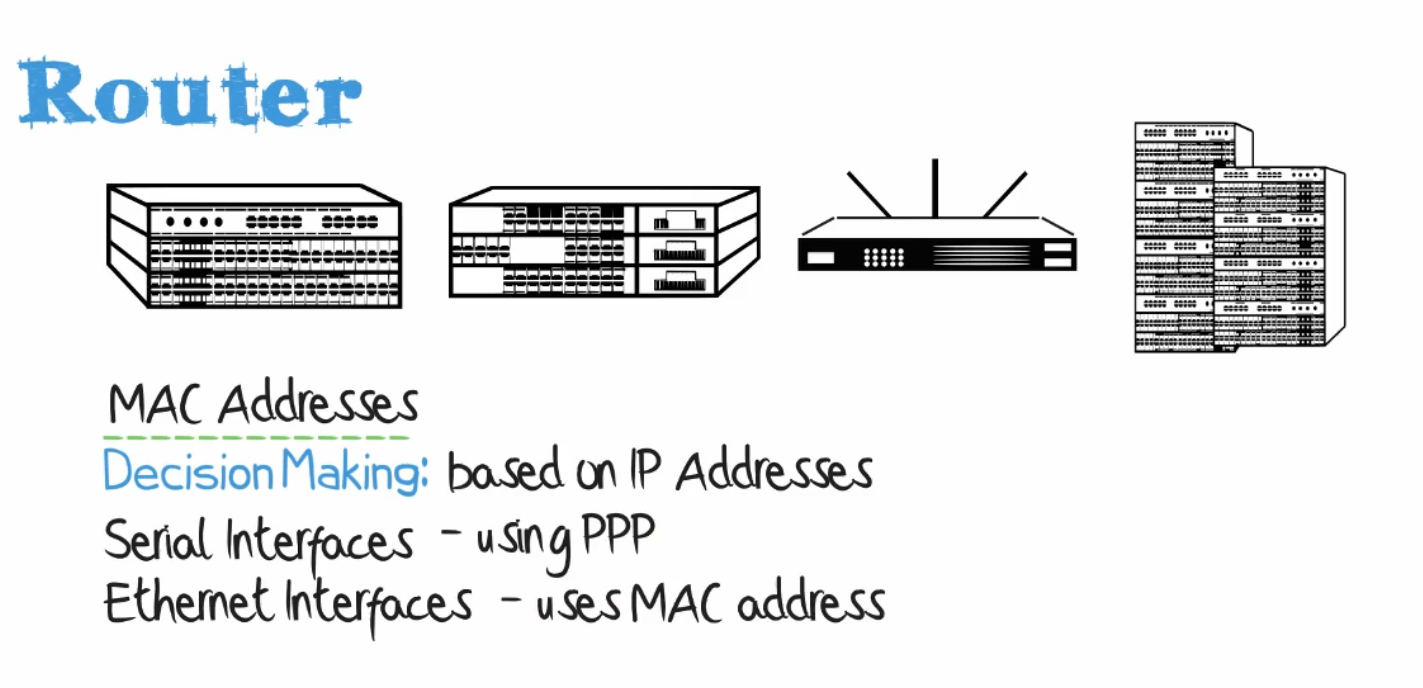 Router
MAC Addresses
Decision Making: based on IP Addresses
Serial Interfaces - using PPP
Ethernet Interfaces - uses MAC address